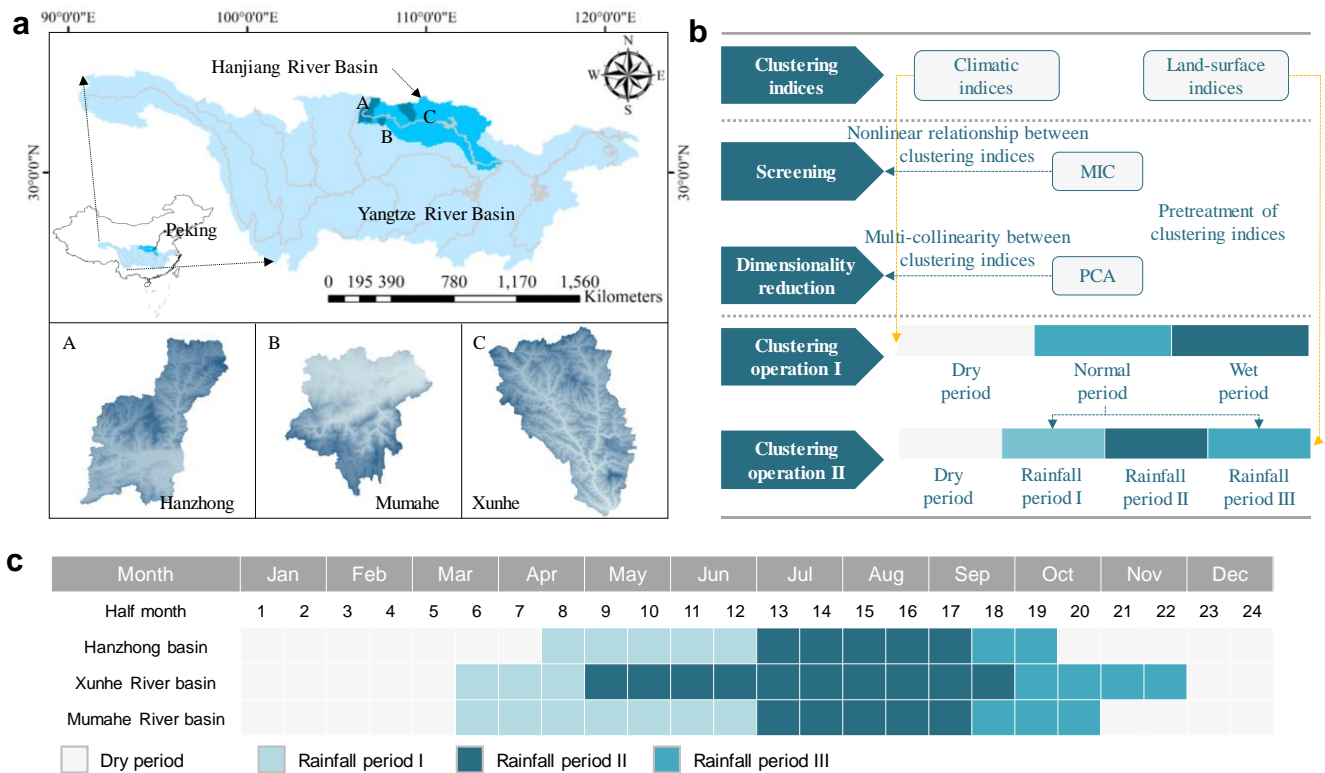 a
90°0'0"E 100°0'0"E 110°0'0"E 120°0'0"E
Hanjiang River Basin
N
W E
S
A
C
B
30°0'0"N 30°0'0"N
Yangtze River Basin
Peking
0 195 390 780 1,170 1,560
Kilometers
A
Hanzhong
B
Mumahe
C
Xunhe
b
Clustering
indices
Climatic
indices
Land-surface
indices
Screening
Nonlinear relationship between
clustering indices
MIC
Pretreatment of
clustering indices
Dimensionality
reduction
Multi-collinearity between
clustering indices
PCA
Clustering
operation I
Dry
period
Normal
period
Wet
period
Clustering
operation II
Dry
period
Rainfall
period I
Rainfall
period II
Rainfall
period III
c
Month Jan Feb Mar Apr May Jun Jul Aug Sep Oct Nov Dec
Half month 1 2 3 4 5 6 7 8 9 10 11 12 13 14 15 16 17 18 19 20 21 22 23 24
Hanzhong basin
Xunhe River basin
Mumahe River basin
Dry period Rainfall period I Rainfall period II Rainfall period III